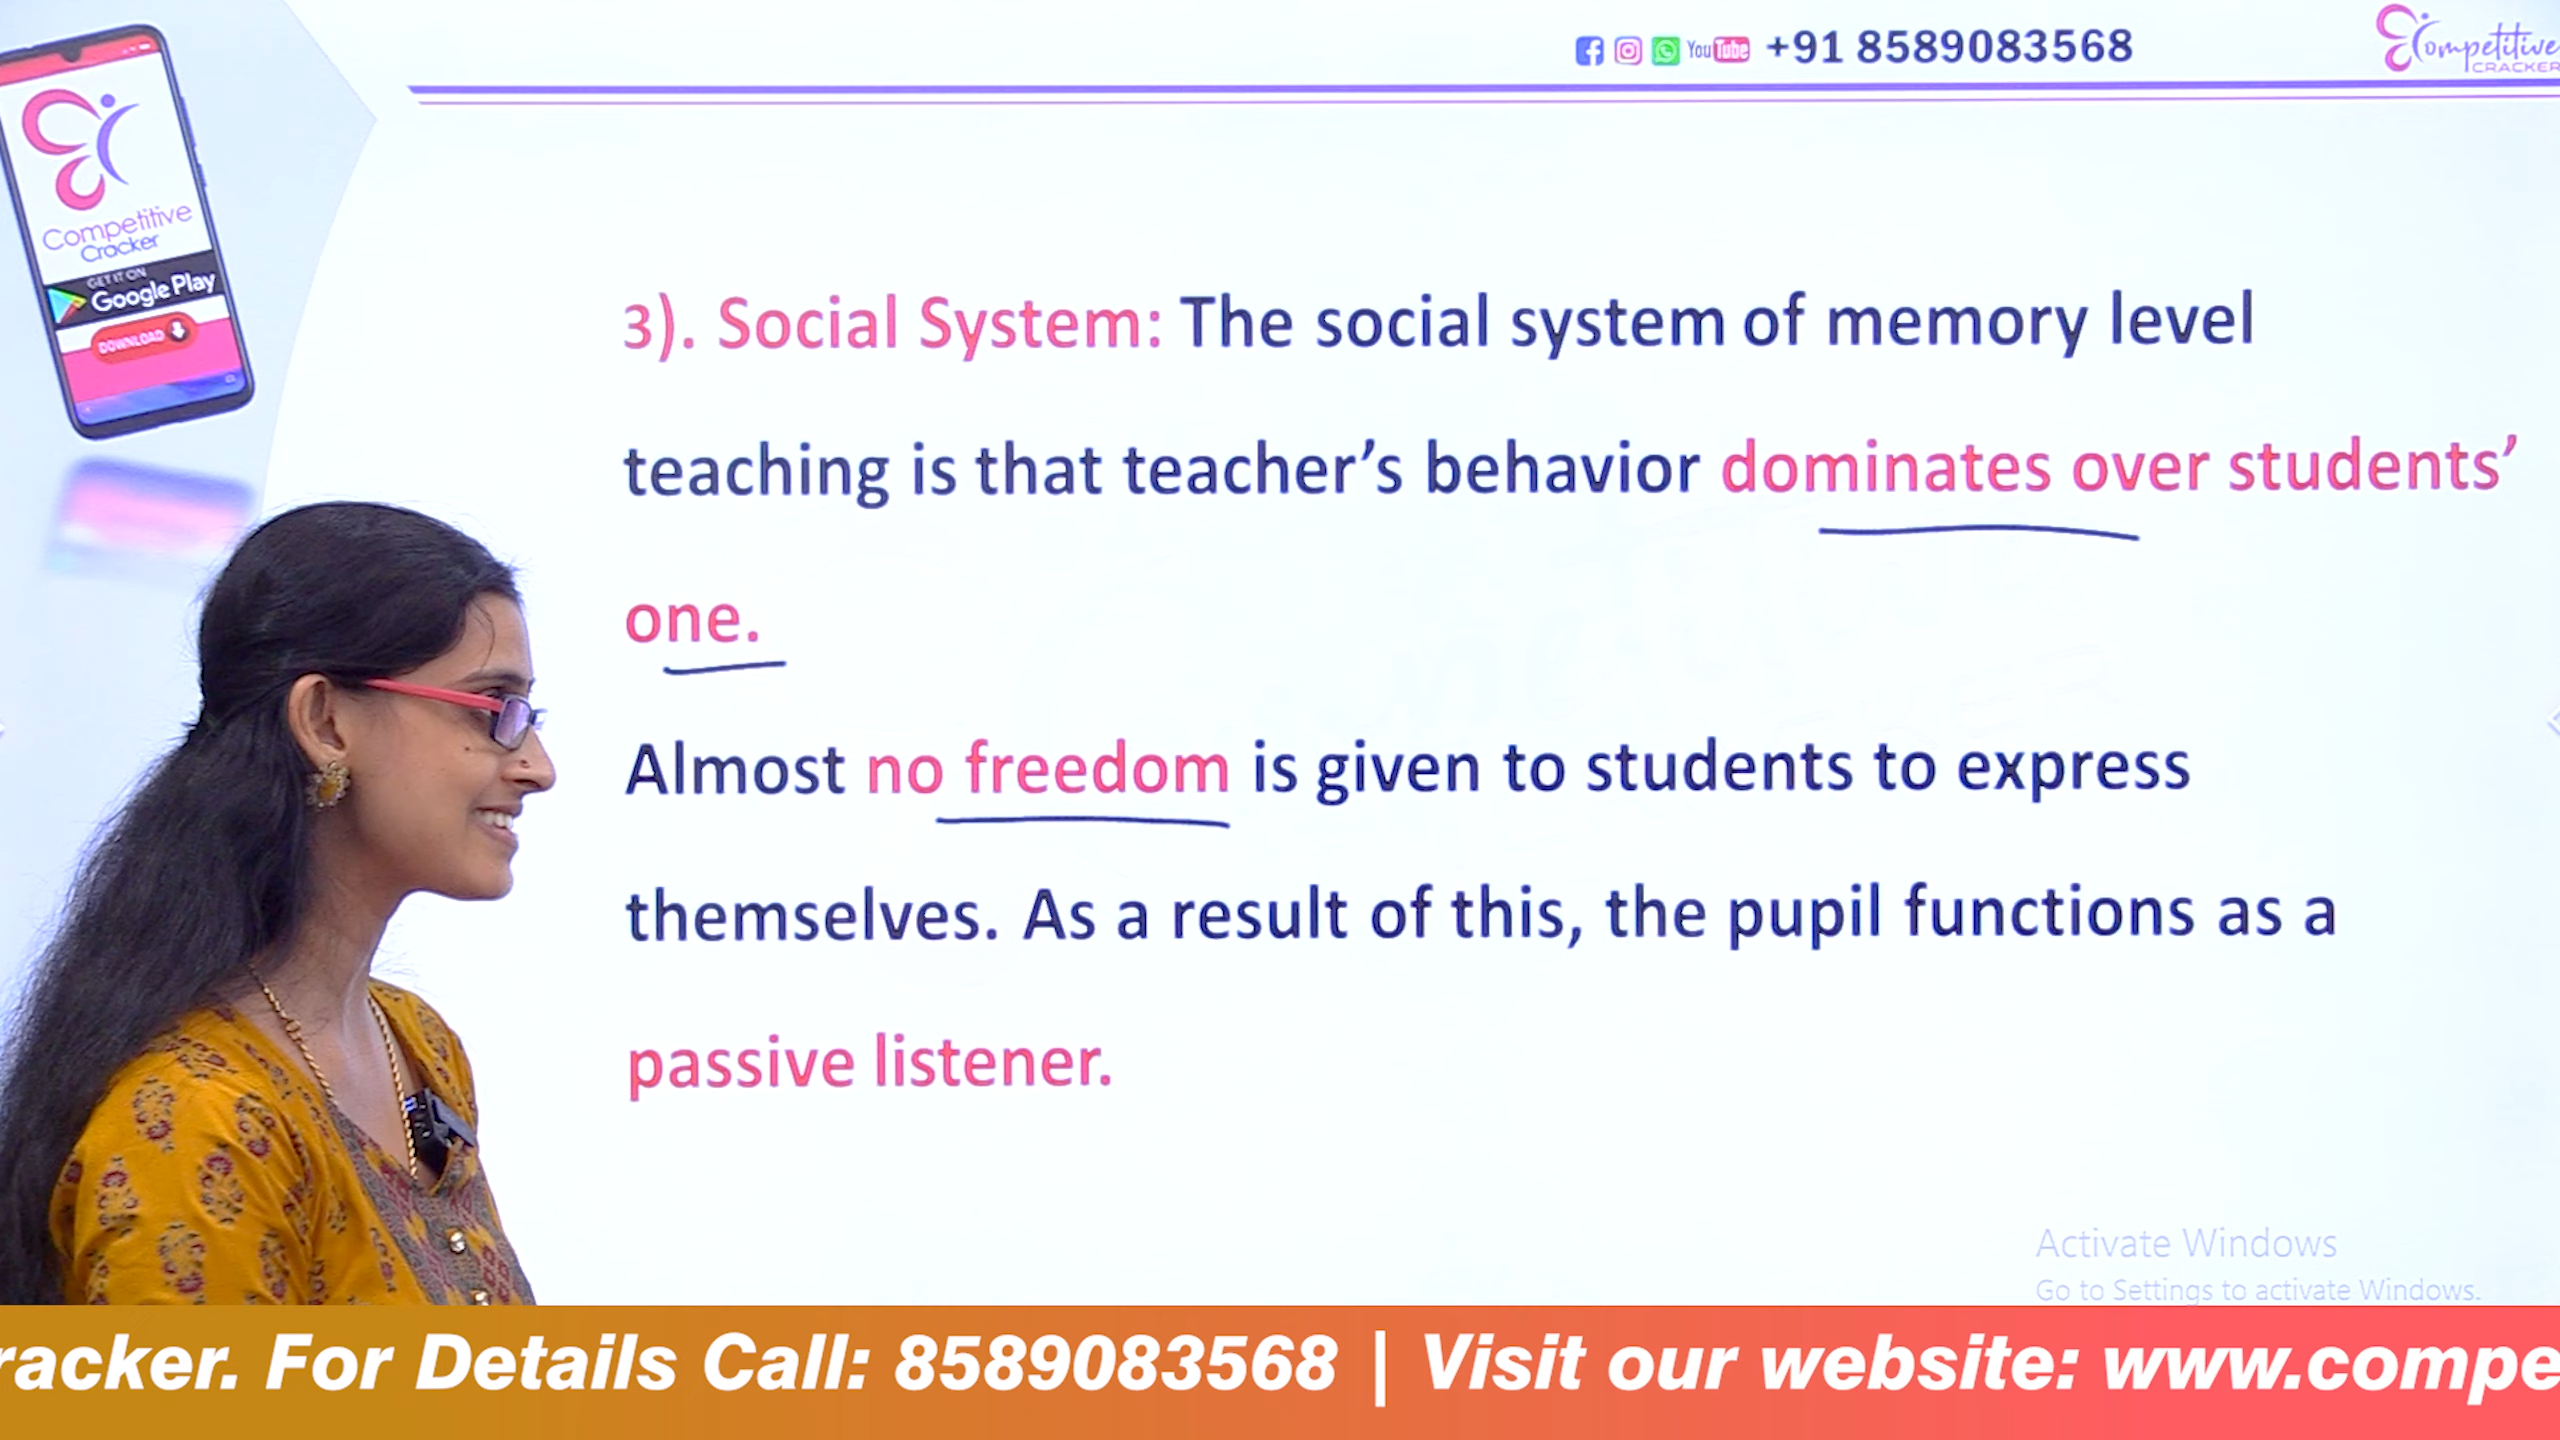 You Tube +91 8589083568
Competitive
CRACKER
Competitive
Cracker
GET IT ON
Google Play
DOWNLOAD
3). Social System: The social system of memory level
teaching is that teacher’s behavior dominates over students’
one.
Almost no freedom is given to students to express
themselves. As a result of this, the pupil functions as a
passive listener.
Activate Windows
Go to Settings to activate Windows.
racker. For Details Call: 8589083568 | Visit our website: www.compe